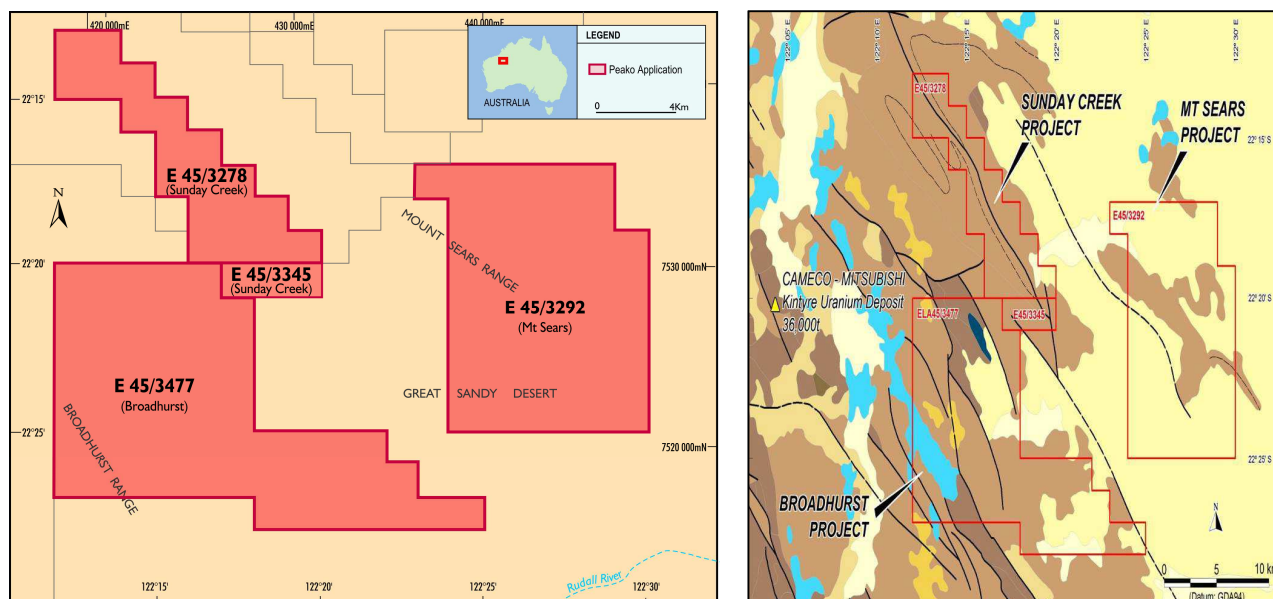 420 000mE
430 000mE
440 000mE
LEGEND
Peako Application
0 4Km
AUSTRALIA
22°15'
E 45/3278
(Sunday Creek)
N
MOUNT SEARS RANGE
22°20'
E 45/3345
(Sunday Creek)
7530 000mN
E 45/3292
(Mt Sears)
E 45/3477
(Broadhurst)
GREAT SANDY DESERT
BROADHURST RANGE
22°25'
7520 000mN
Rudall River
122°15'
122°20'
122°25'
122°30'
122° 05' E
122° 10' E
122° 15' E
122° 20' E
122° 25' E
122° 30' E
E45/3278
SUNDAY CREEK
PROJECT
MT SEARS
PROJECT
22° 15' S
E45/3292
CAMECO - MITSUBISHI
Kintyre Uranium Deposit
36,000t
22° 20' S
ELA45/3477
E45/3345
22° 25' S
BROADHURST
PROJECT
N
0 5 10 km
(Datum: GDA94)